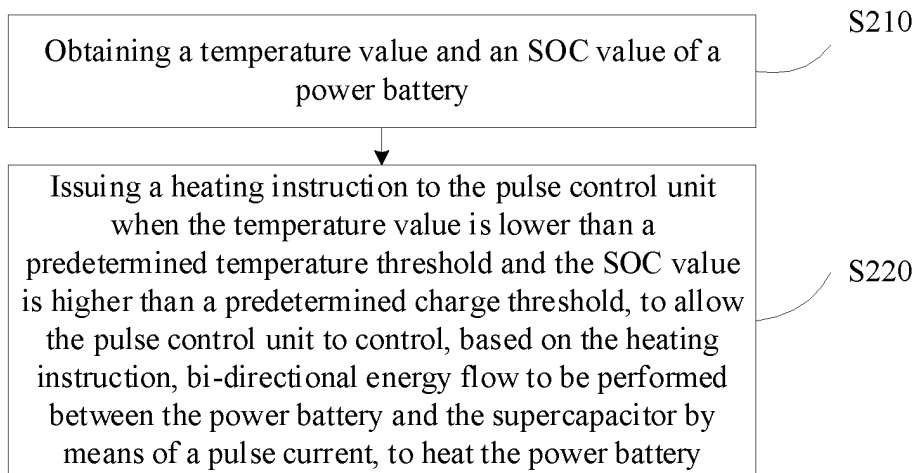 Obtaining a temperature value and an SOC value of a
power battery
S210
Issuing a heating instruction to the pulse control unit
when the temperature value is lower than a
predetermined temperature threshold and the SOC value
is higher than a predetermined charge threshold, to allow
the pulse control unit to control, based on the heating
instruction, bi-directional energy flow to be performed
between the power battery and the supercapacitor by
means of a pulse current, to heat the power battery
S220